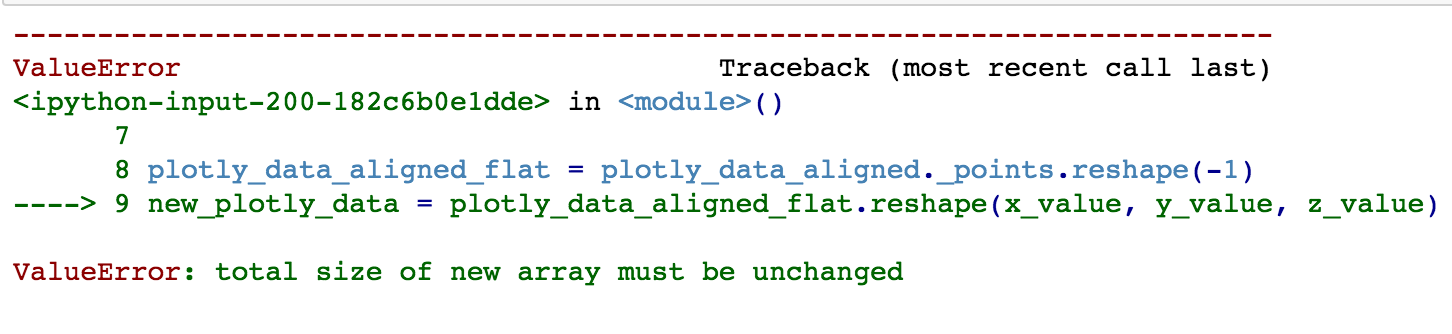 ---------------------------------------------------------------------------
ValueError                                Traceback (most recent call last)
<ipython-input-200-182c6b0e1dde> in <module>()
      7
      8 plotly_data_aligned_flat = plotly_data_aligned._points.reshape(-1)
----> 9 new_plotly_data = plotly_data_aligned_flat.reshape(x_value, y_value, z_value)
ValueError: total size of new array must be unchanged